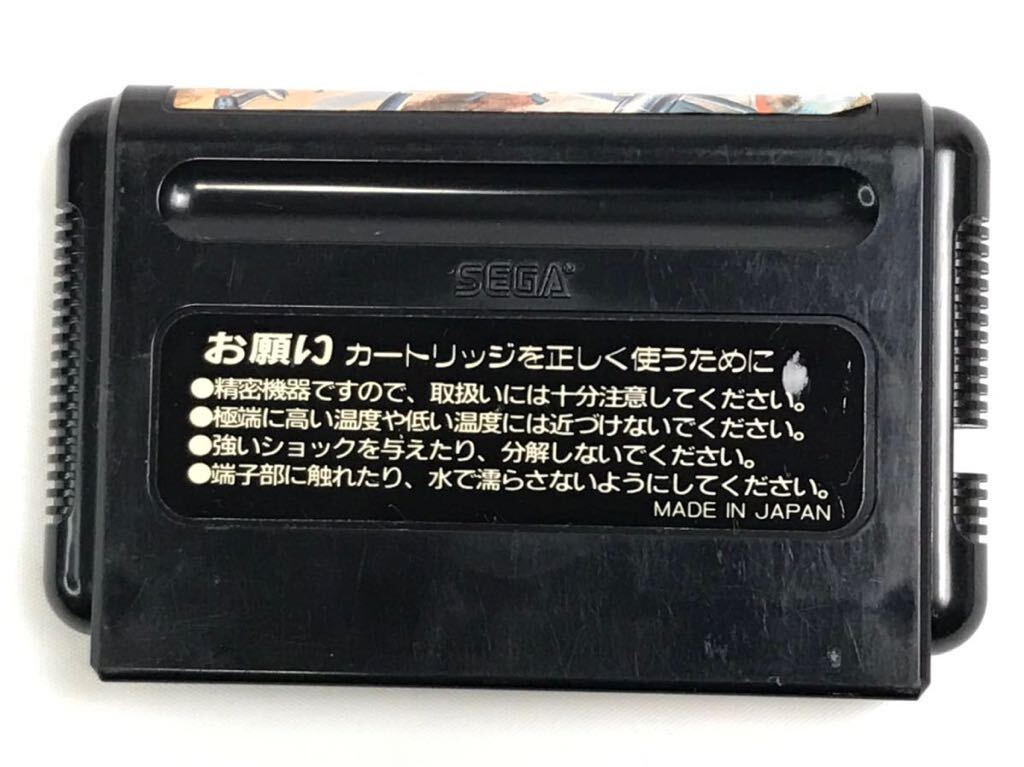 SEGA®
お願い カートリッジを正しく使うために
●精密機器ですので、取扱いには十分注意してください。
●極端に高い温度や低い温度には近づけないでください。
●強いショックを与えたり、分解しないでください。
●端子部に触れたり、水で濡らさないようにしてください。
MADE IN JAPAN